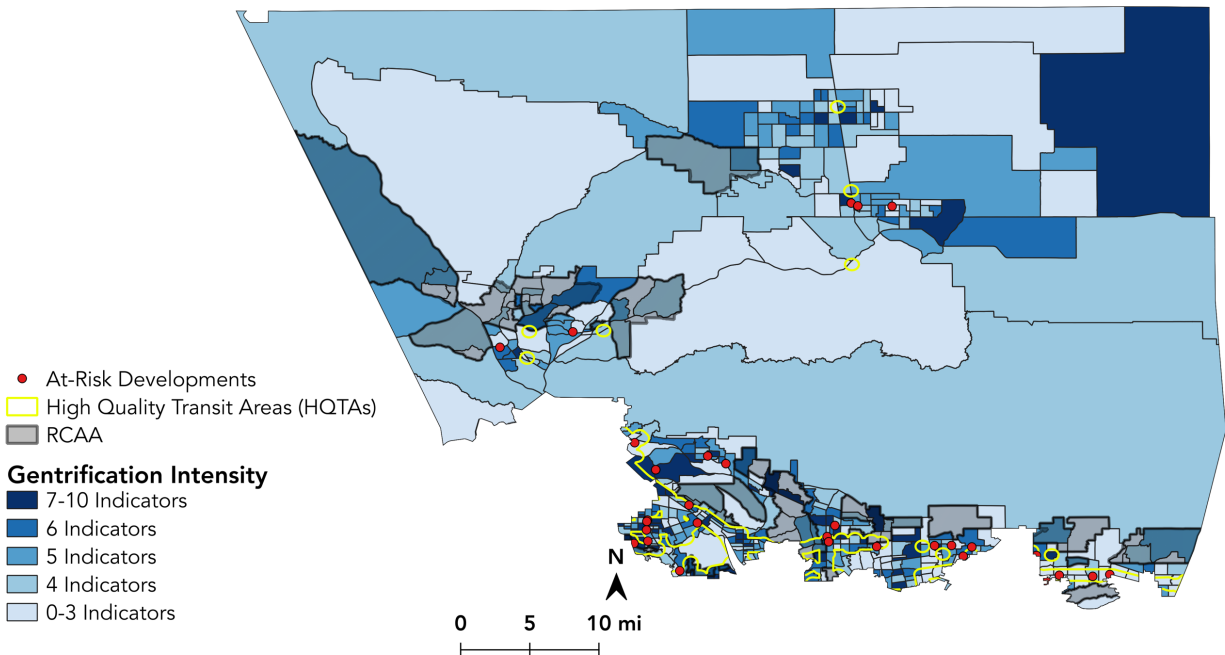 At-Risk Developments
High Quality Transit Areas (HQTAs)
RCAA
Gentrification Intensity
7-10 Indicators
6 Indicators
5 Indicators
4 Indicators
0-3 Indicators
N
0 5 10 mi